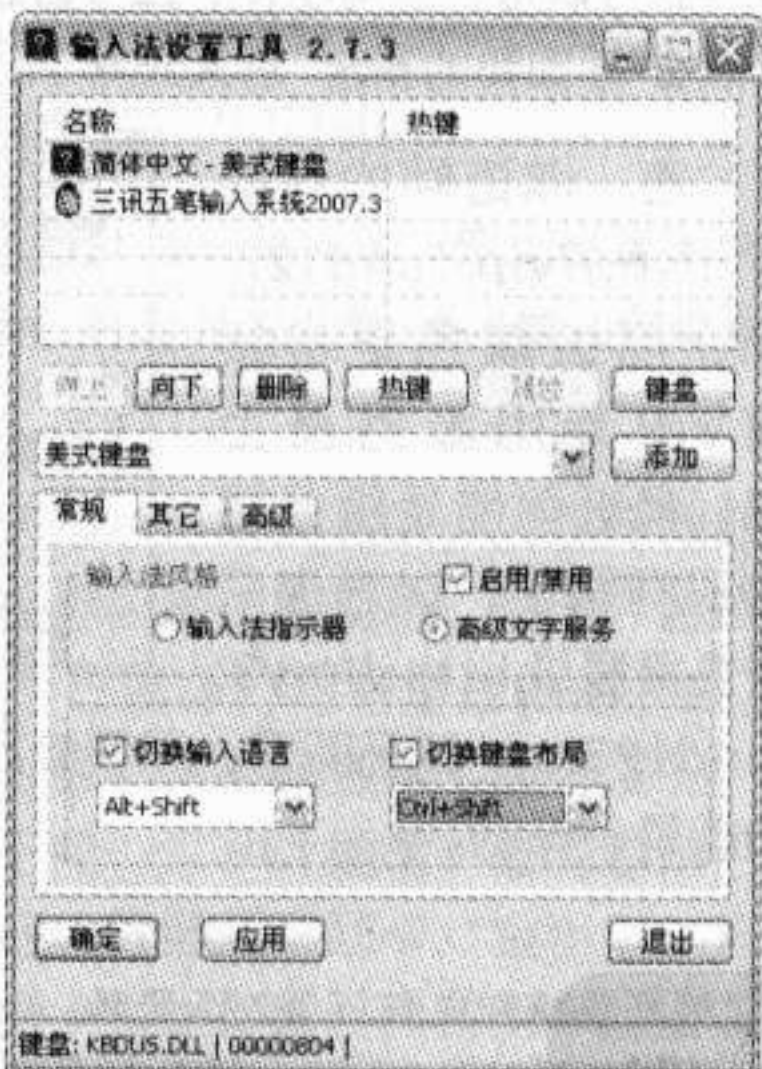 输入法设置工具 2.7.3
名称 热键
简体中文 - 美式键盘
三讯五笔输入系统2007.3
向下 删除 热键 默认 键盘
美式键盘 添加
常规 其它 高级
输入法风格 启用/禁用
输入法指示器 高级文字服务
切换输入语言 切换键盘布局
Alt+Shift Ctrl+Shift
确定 应用 退出
键盘: KBDUS.DLL | 00000804 |